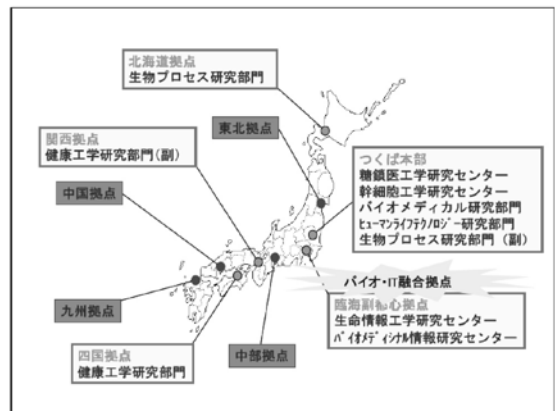 北海道拠点
生物プロセス研究部門
東北拠点
関西拠点
健康工学研究部門(副)
中国拠点
つくば本部
糖鎖医工学研究センター
幹細胞工学研究センター
バイオメディカル研究部門
ヒューマンライフテクノロジー研究部門
生物プロセス研究部門(副)
バイオ・IT融合拠点
九州拠点
臨海副都心拠点
生命情報工学研究センター
バイオメディシナル情報研究センター
四国拠点
健康工学研究部門
中部拠点